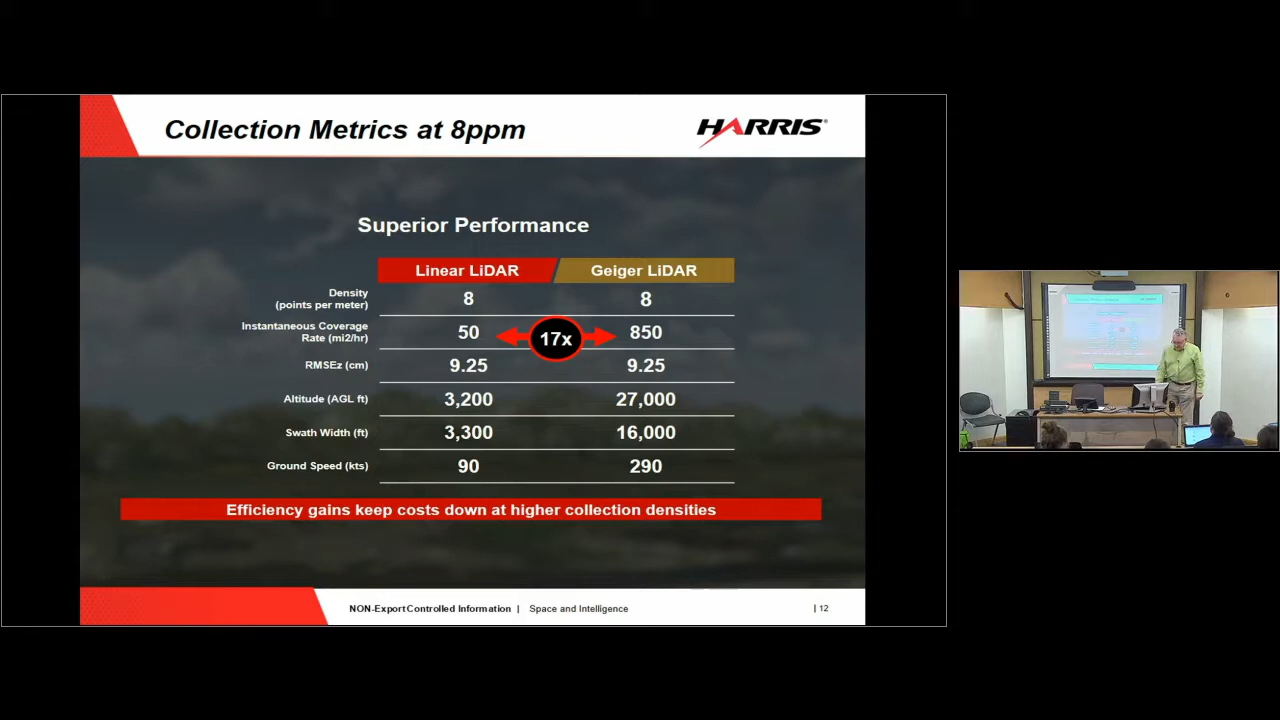 Collection Metrics at 8ppm
HARRIS®
Superior Performance
Linear LiDAR Geiger LiDAR
Density
(points per meter) 8 8
Instantaneous Coverage
Rate (mi2/hr) 50 17x 850
RMSEz (cm) 9.25 9.25
Altitude (AGL ft) 3,200 27,000
Swath Width (ft) 3,300 16,000
Ground Speed (kts) 90 290
Efficiency gains keep costs down at higher collection densities
NON-Export Controlled Information | Space and Intelligence | 12